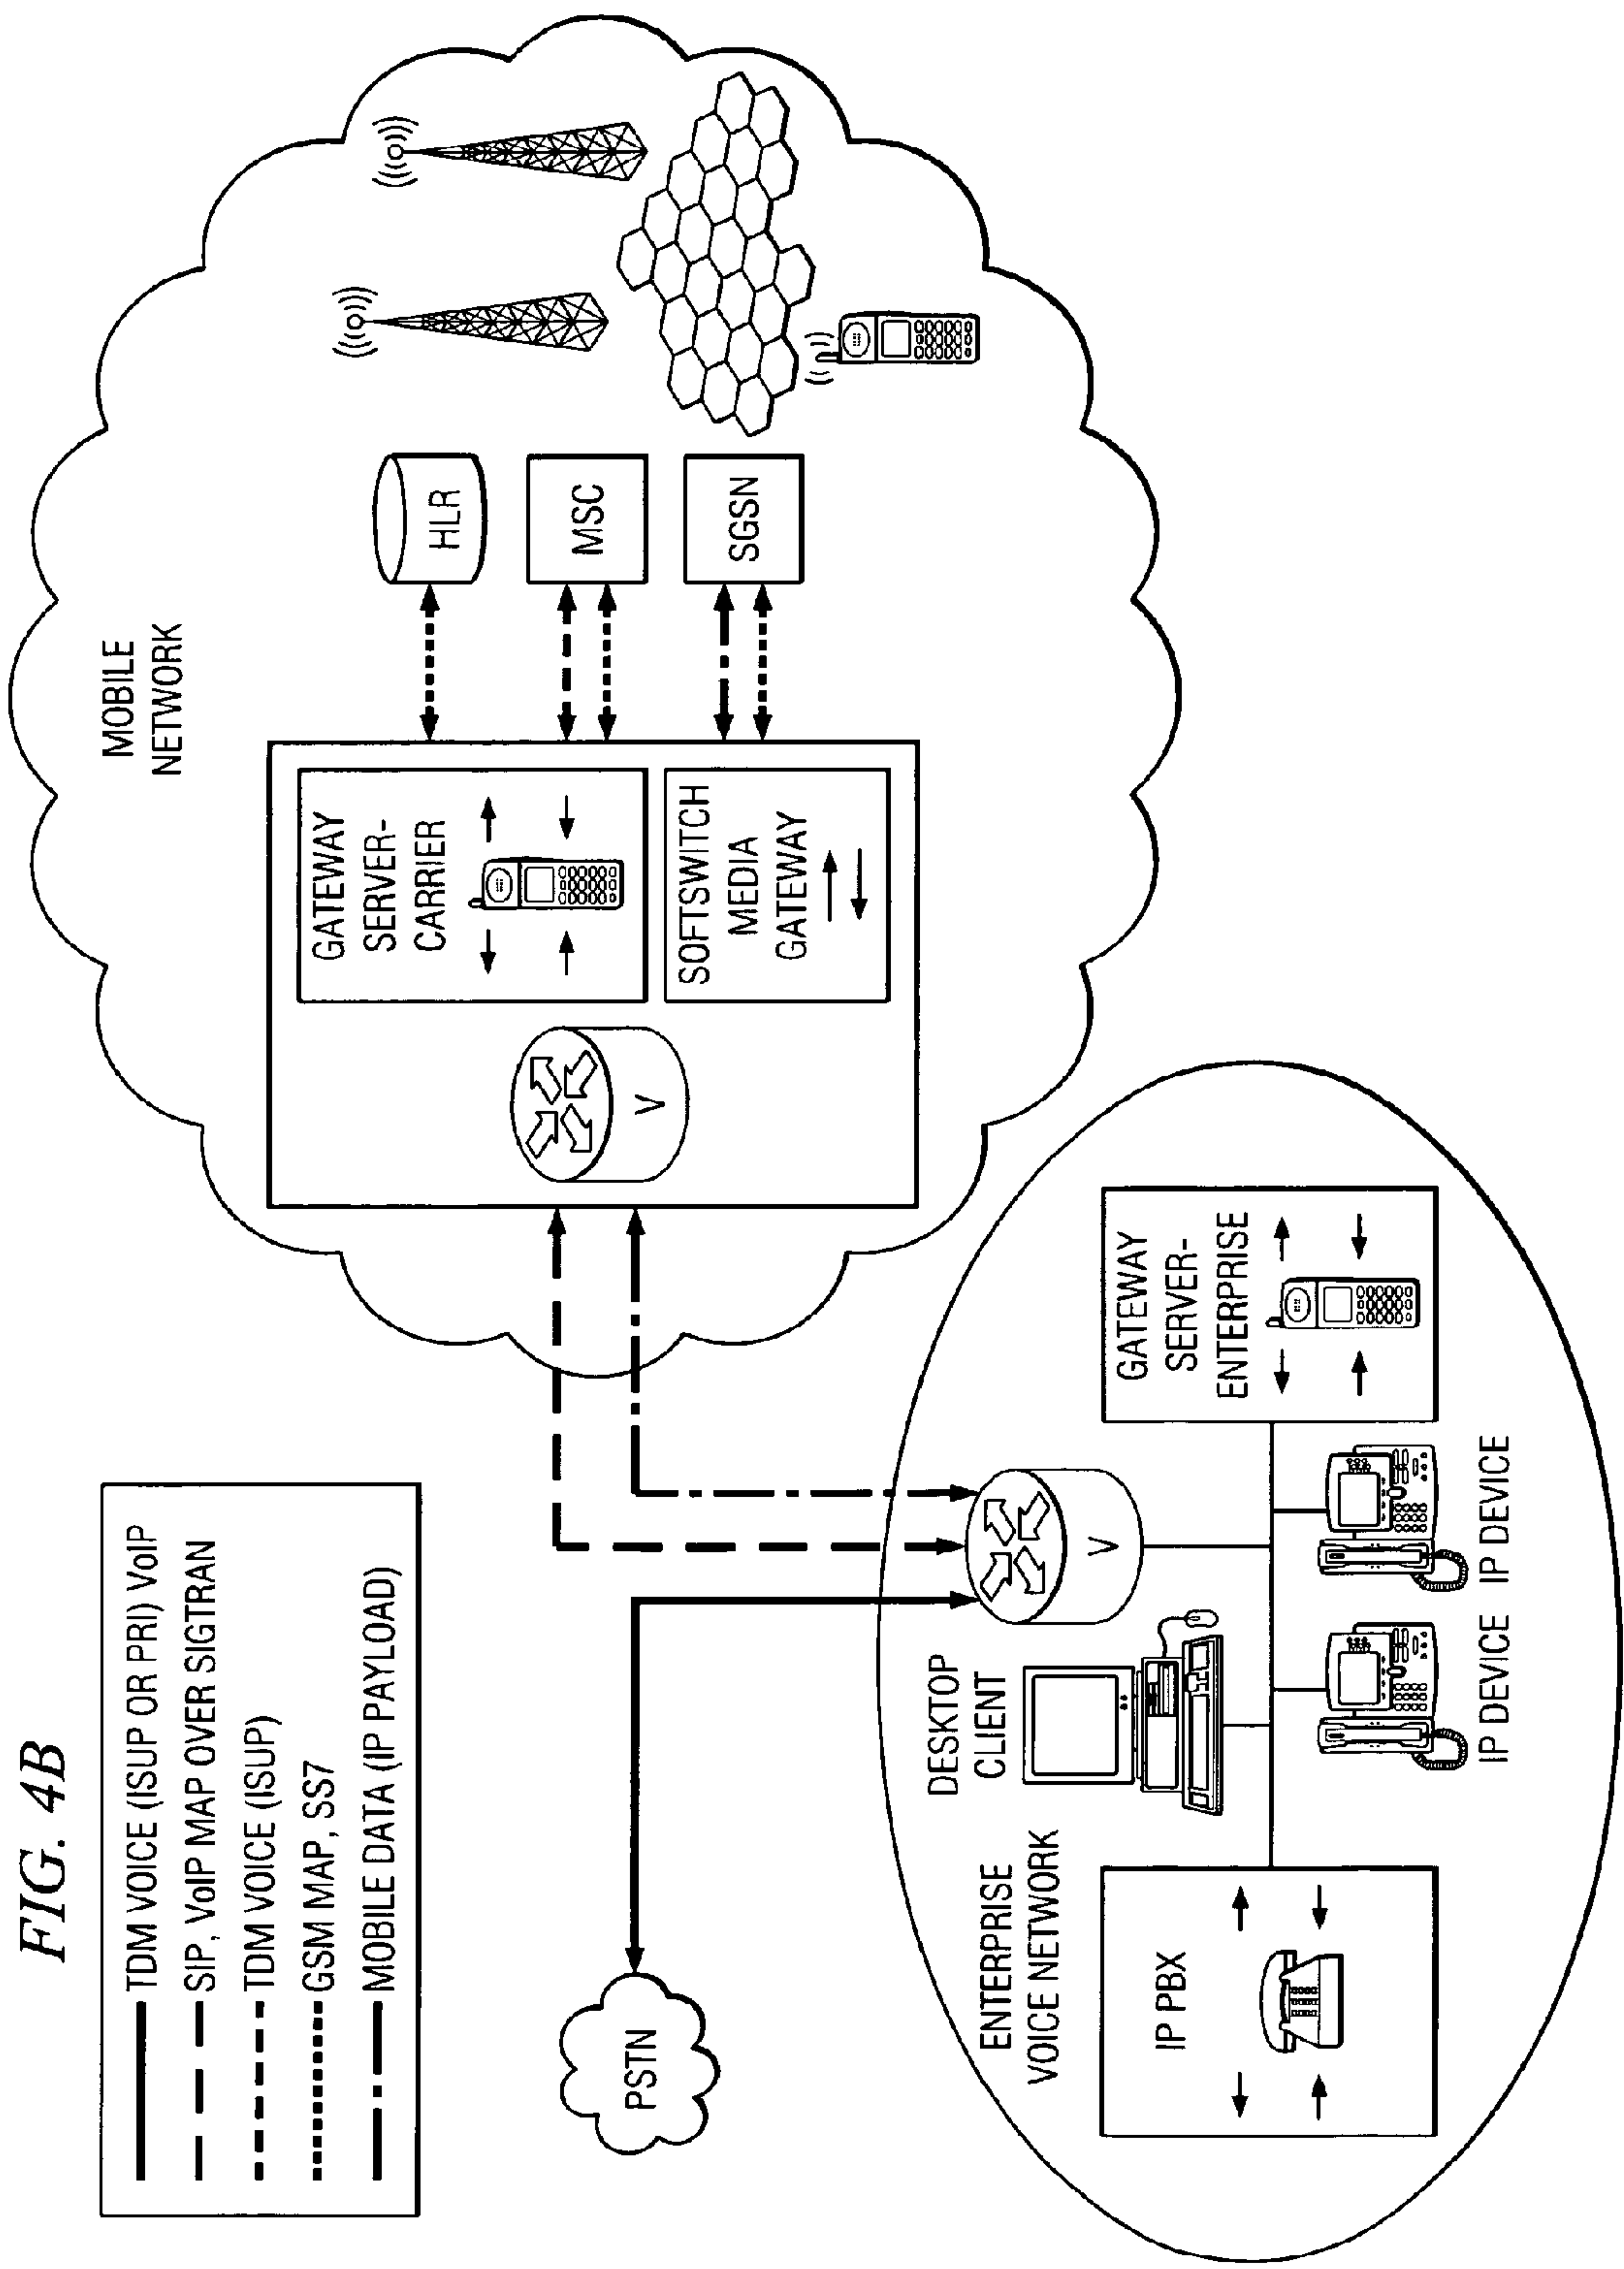 FIG. 4B
TDM VOICE (ISUP OR PRI) VoIP
SIP, VoIP MAP OVER SIGTRAN
TDM VOICE (ISUP)
GSM MAP, SS7
MOBILE DATA (IP PAYLOAD)
MOBILE
NETWORK
GATEWAY
SERVER-
CARRIER
SOFTSWITCH
MEDIA
GATEWAY
V
HLR
MSC
SGSN
PSTN
ENTERPRISE
VOICE NETWORK
DESKTOP
CLIENT
V
IP PBX
GATEWAY
SERVER-
ENTERPRISE
IP DEVICE
IP DEVICE